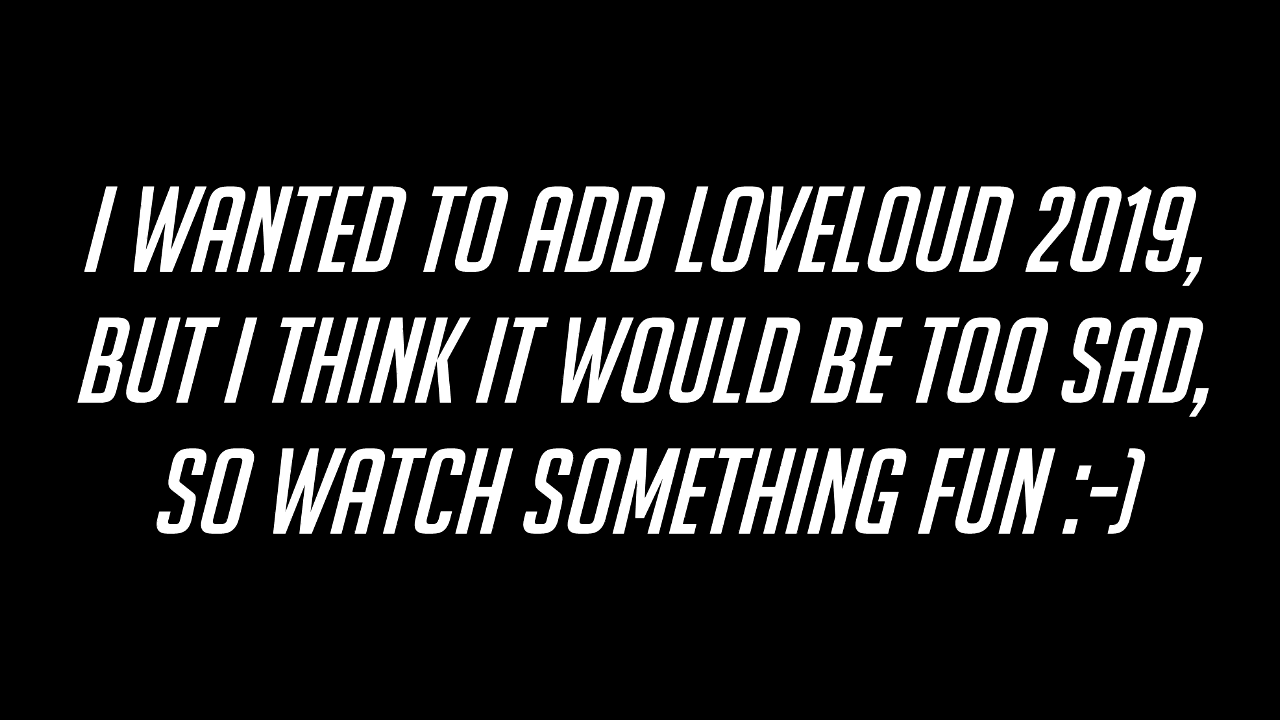 I WANTED TO ADD LOVELOUD 2019,
BUT I THINK IT WOULD BE TOO SAD,
SO WATCH SOMETHING FUN :-)